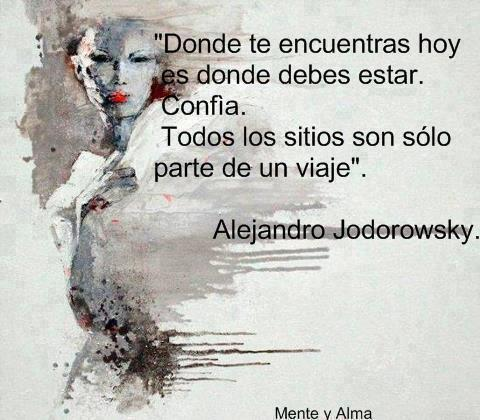 "Donde te encuentras hoy
es donde debes estar.
Confìa.
Todos los sitios son sólo
parte de un viaje".
Alejandro Jodorowsky.
Mente y Alma